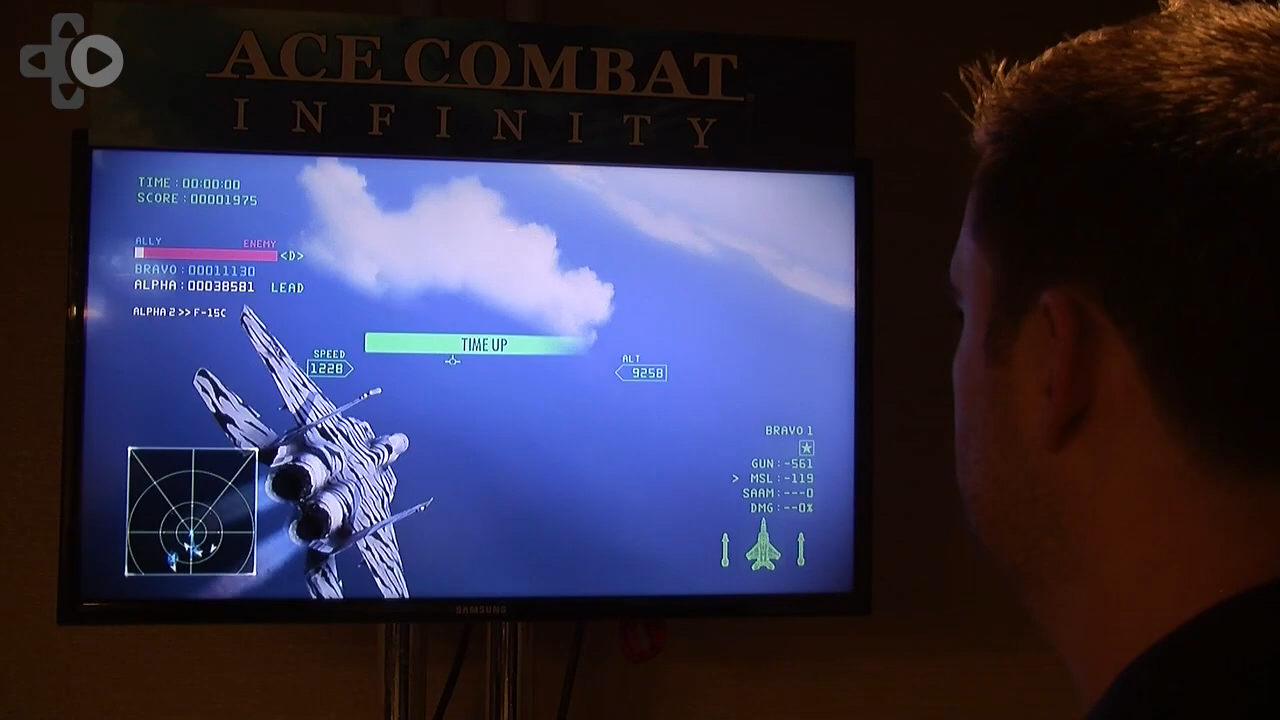 ACE COMBAT
INFINITY
TIME : 00:00:00
SCORE : 00001975
ALLY ENEMY
<D>
BRAVO : 00011130
ALPHA : 00038581 LEAD
ALPHA 2 >> F-15C
TIME UP
SPEED
1228
ALT
9258
BRAVO 1
GUN : -561
> MSL : -119
SAAM : ---0
DMG : --0%
SAMSUNG